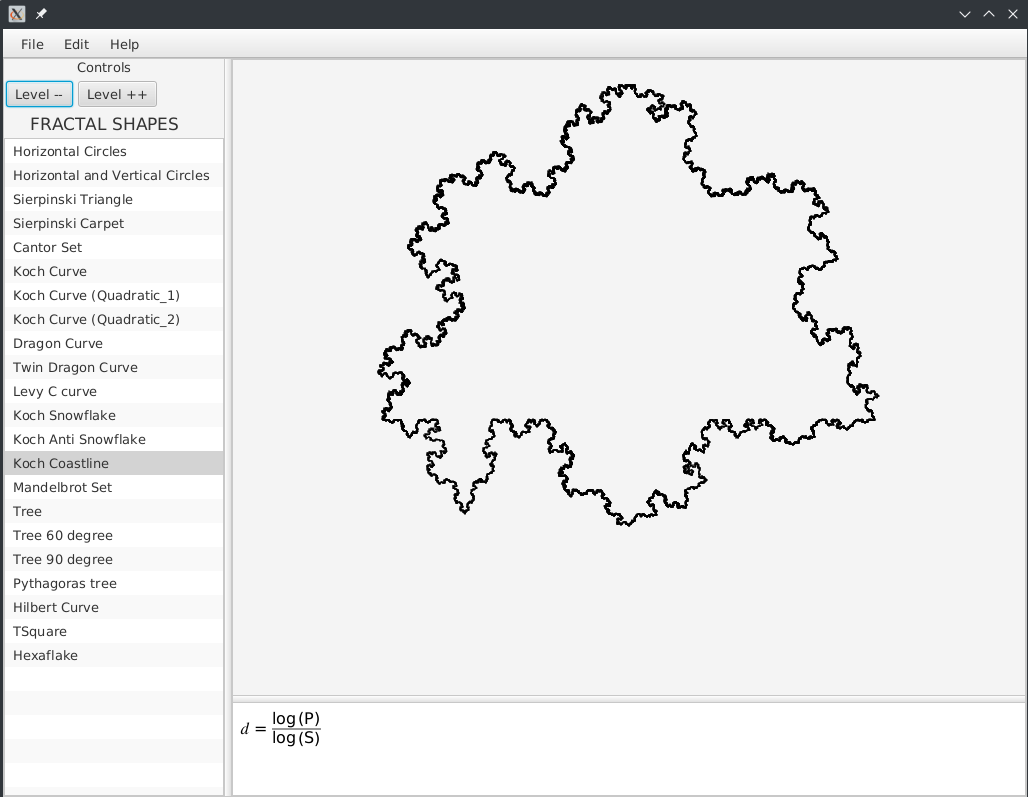 File Edit Help
Controls
Level -- Level ++
FRACTAL SHAPES
Horizontal Circles
Horizontal and Vertical Circles
Sierpinski Triangle
Sierpinski Carpet
Cantor Set
Koch Curve
Koch Curve (Quadratic_1)
Koch Curve (Quadratic_2)
Dragon Curve
Twin Dragon Curve
Levy C curve
Koch Snowflake
Koch Anti Snowflake
Koch Coastline
Mandelbrot Set
Tree
Tree 60 degree
Tree 90 degree
Pythagoras tree
Hilbert Curve
TSquare
Hexaflake
d = log(P)
log(S)